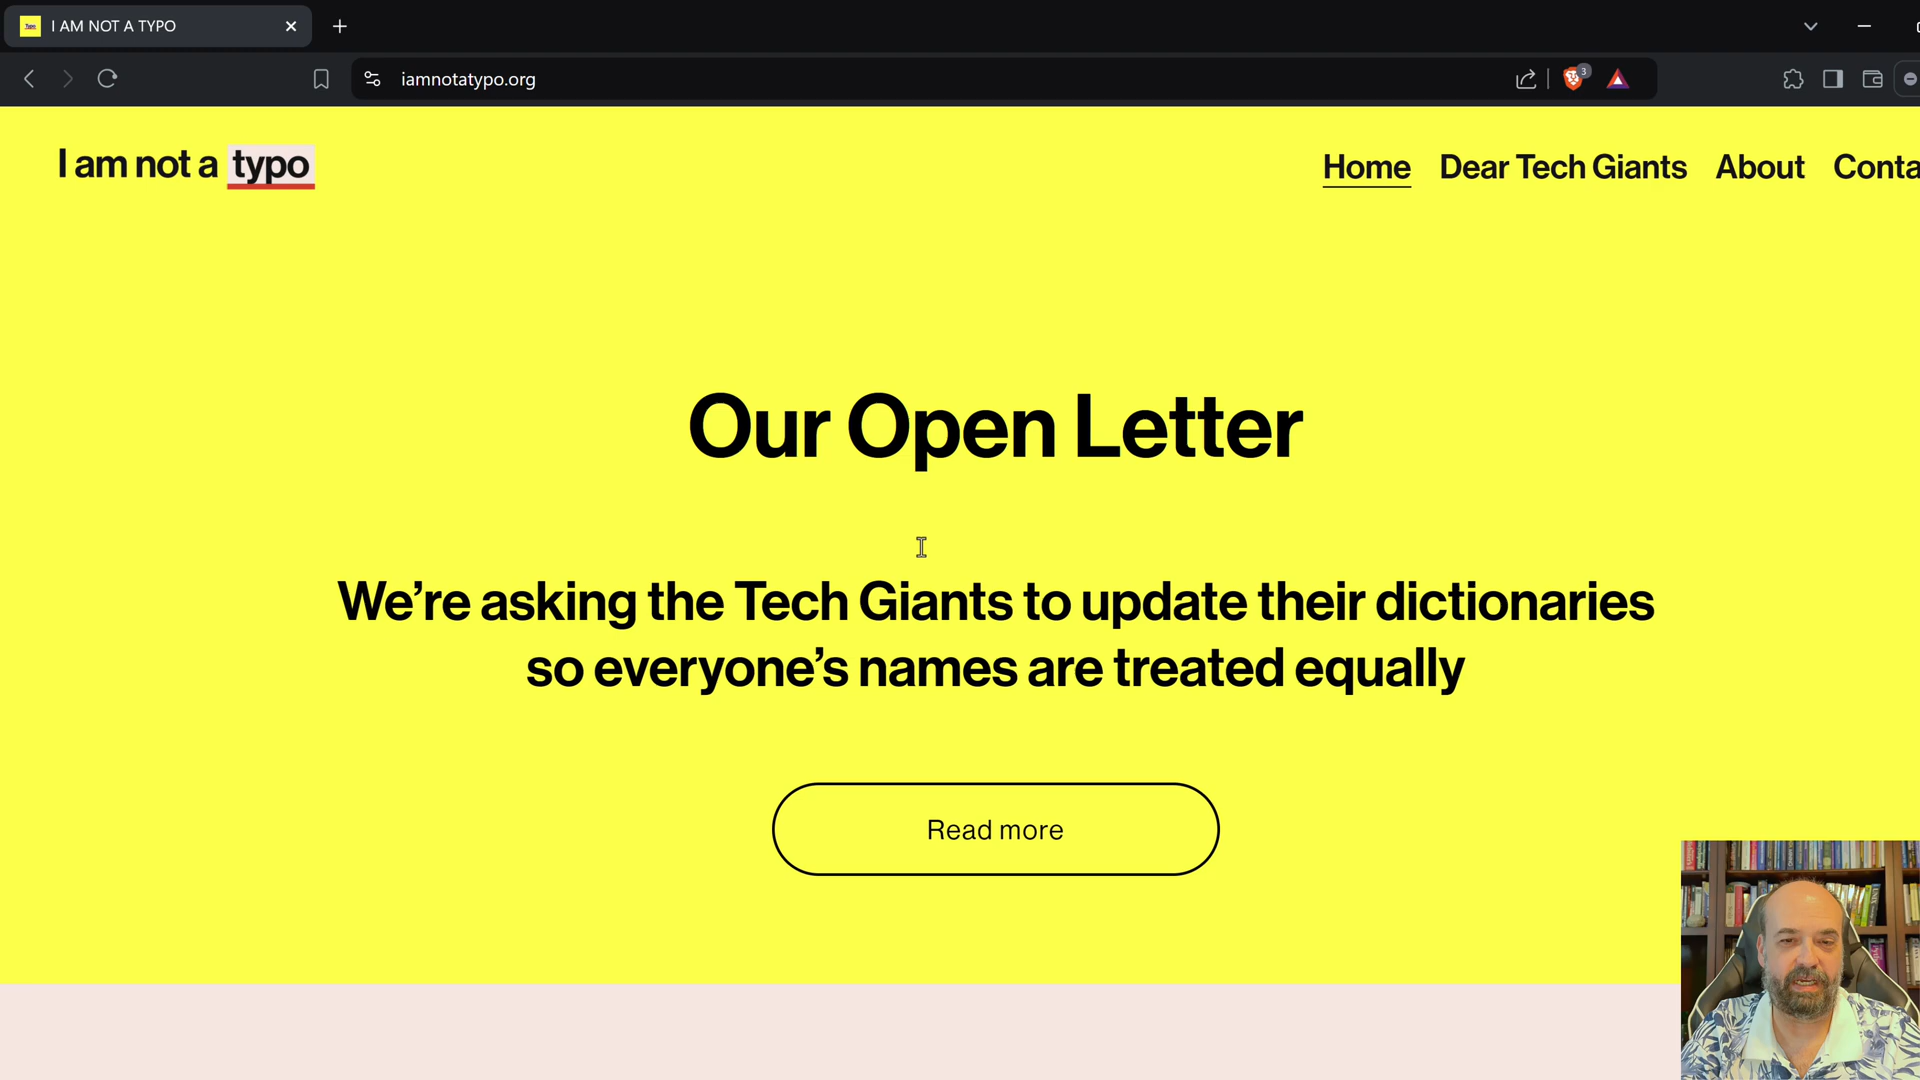 I AM NOT A TYPO
iamnotatypo.org
3
I am not a typo
Home Dear Tech Giants About Conta
Our Open Letter
We're asking the Tech Giants to update their dictionaries
so everyone's names are treated equally
Read more